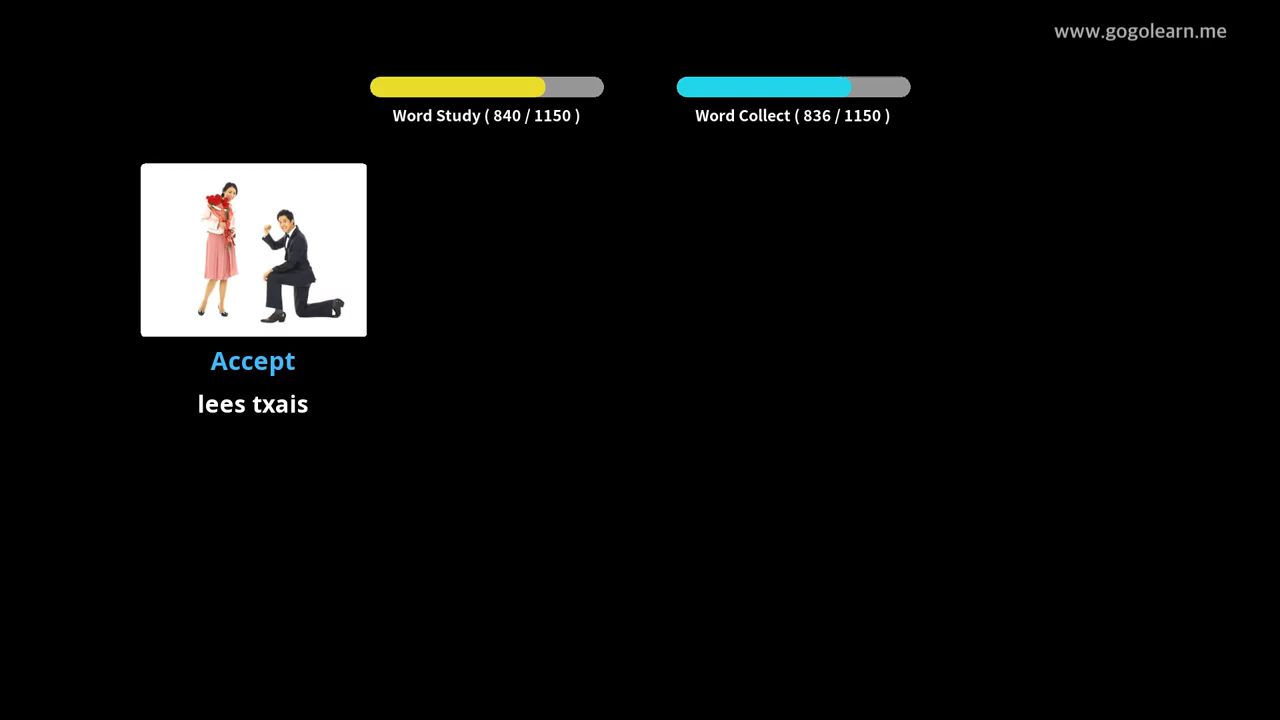 www.gogolearn.me
Word Study ( 840 / 1150 )
Word Collect ( 836 / 1150 )
Accept
lees txais